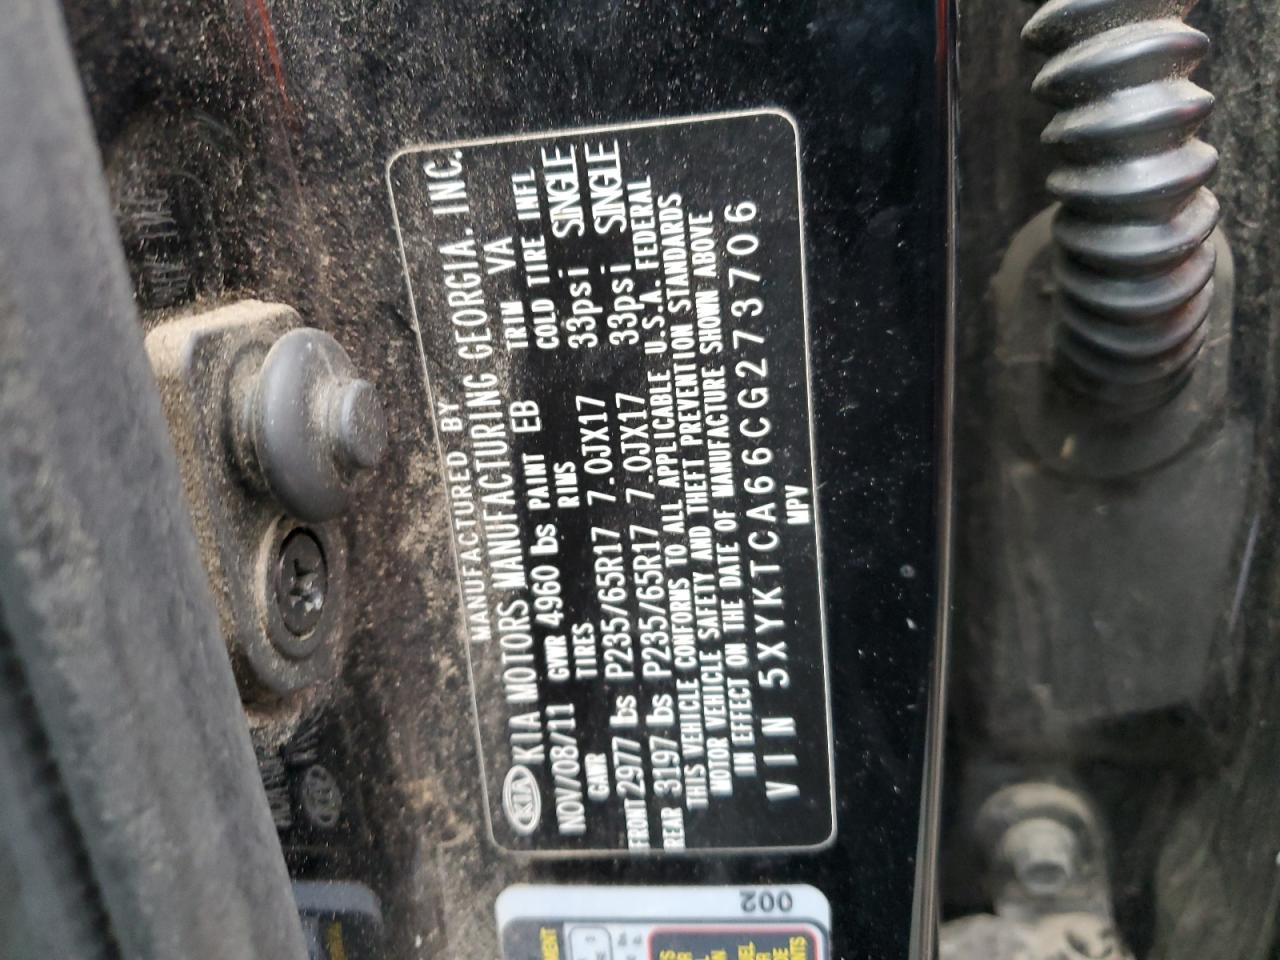 MANUFACTURED BY
KIA KIA MOTORS MANUFACTURING GEORGIA. INC.
NOV/08/11 GVWR 4960 lbs PAINT EB TRIM VA
GAWR TIRES RIMS COLD TIRE INFL
FRONT 2977 lbs P235/65R17 7.0JX17 33psi SINGLE
REAR 3197 lbs P235/65R17 7.0JX17 33psi SINGLE
THIS VEHICLE CONFORMS TO ALL APPLICABLE U.S.A. FEDERAL
MOTOR VEHICLE SAFETY AND THEFT PREVENTION STANDARDS
IN EFFECT ON THE DATE OF MANUFACTURE SHOWN ABOVE
VIN 5XYKTCA66CG273706
MPV
002